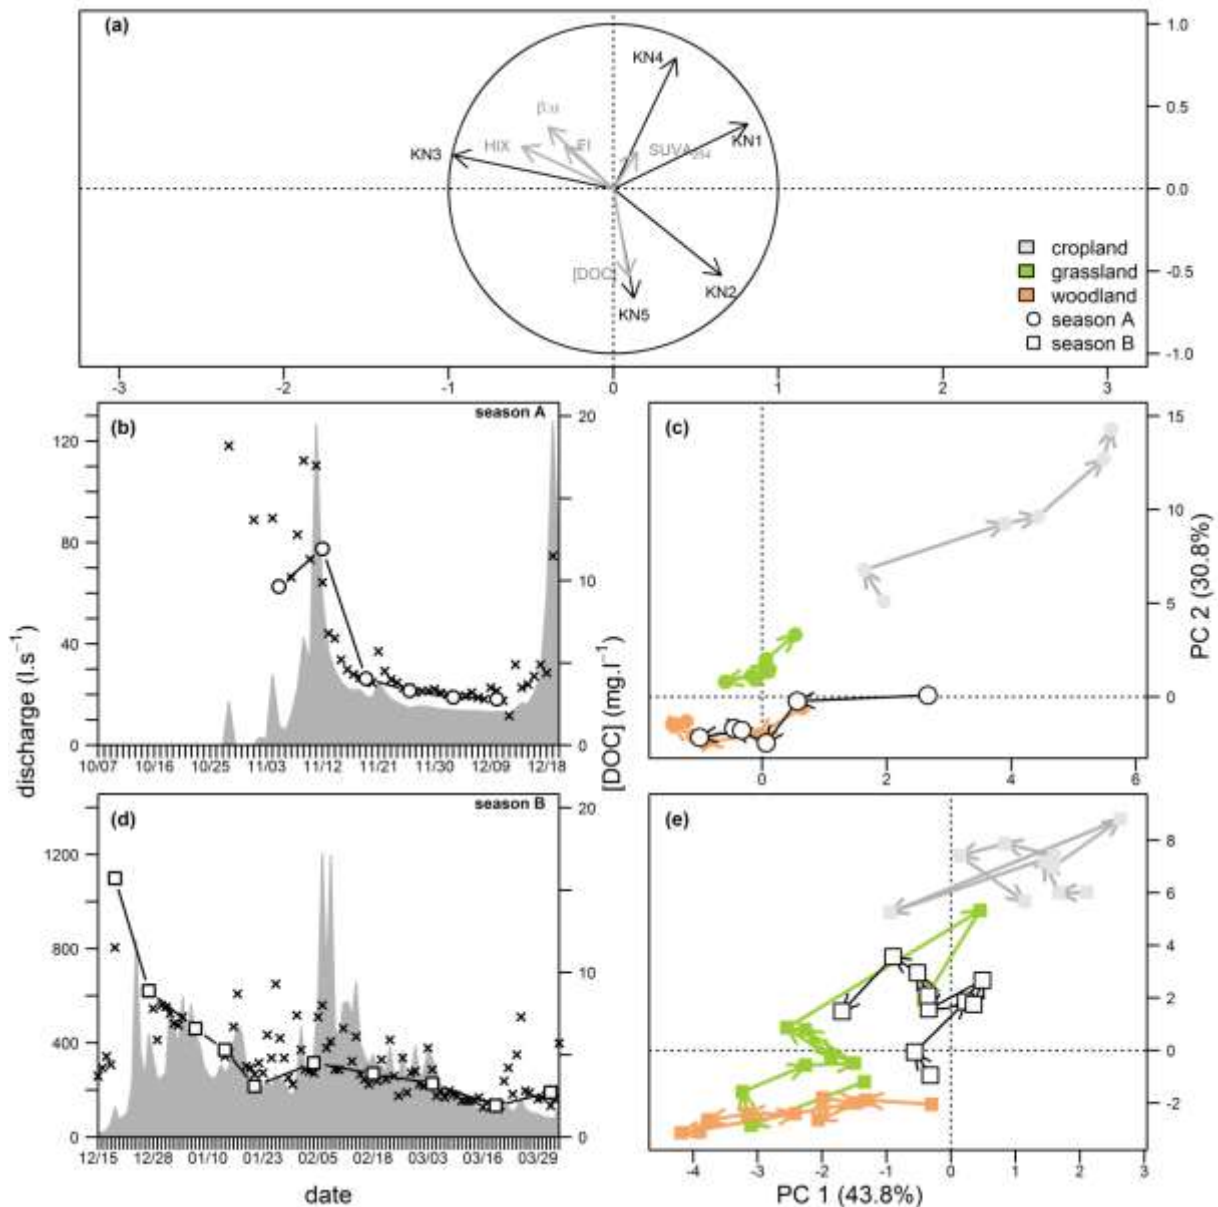 (a)
1.0
0.5
0.0
-0.5
-1.0
KN4
β:α
KN1
HIX
FI
SUVA₂₅₄
KN3
[DOC]
KN2
KN5
cropland
grassland
woodland
season A
season B
-3
-2
-1
0
1
2
3
(b)
season A
120
80
40
0
20
15
10
5
0
10/07
10/16
10/25
11/03
11/12
11/21
11/30
12/09
12/18
(c)
15
10
5
0
0
2
4
6
discharge (l.s⁻¹)
[DOC] (mg.l⁻¹)
PC 2 (30.8%)
(d)
season B
1200
800
400
0
20
15
10
5
0
12/15
12/28
01/10
01/23
02/05
02/18
03/03
03/16
03/29
date
(e)
8
6
4
2
0
-2
-4
-3
-2
-1
0
1
2
3
PC 1 (43.8%)